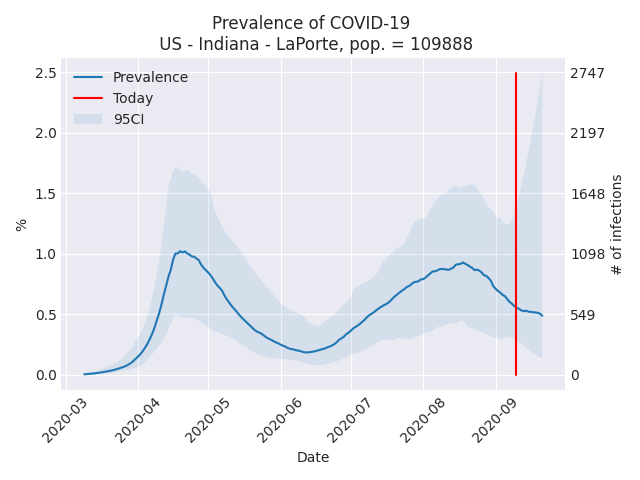 Prevalence of COVID-19
US - Indiana - LaPorte, pop. = 109888
Prevalence
Today
95CI
2.5
2.0
1.5
1.0
0.5
0.0
%
2747
2197
1648
1098
549
0
# of infections
2020-03
2020-04
2020-05
2020-06
2020-07
2020-08
2020-09
Date